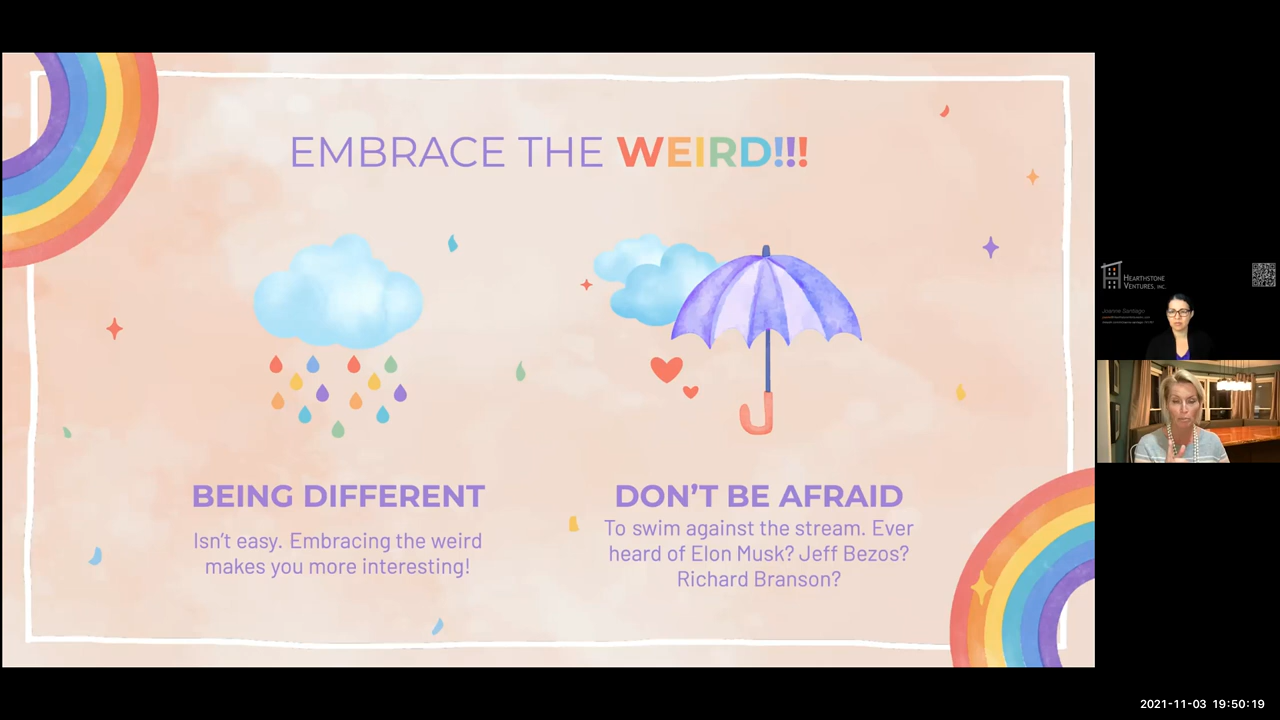 EMBRACE THE WEIRD!!!
BEING DIFFERENT
Isn’t easy. Embracing the weird
makes you more interesting!
DON’T BE AFRAID
To swim against the stream. Ever
heard of Elon Musk? Jeff Bezos?
Richard Branson?
HEARTHSTONE
VENTURES, INC.
Joanne Santiago
2021-11-03 19:50:19